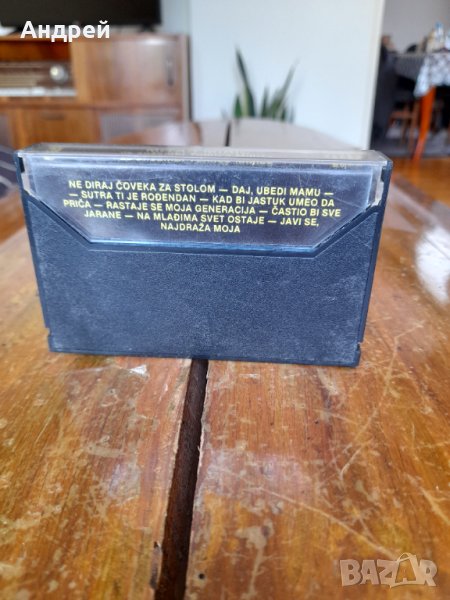 Андрей
NE DIRAJ ČOVEKA ZA STOLOM – DAJ, UBEDI MAMU –
– SUTRA TI JE ROĐENDAN – KAD BI JASTUK UMEO DA
PRIČA – RASTAJE SE MOJA GENERACIJA – ČASTIO BI SVE
JARANE – NA MLAĐIMA SVET OSTAJE – JAVI SE,
NAJDRAŽA MOJA
BAZAR